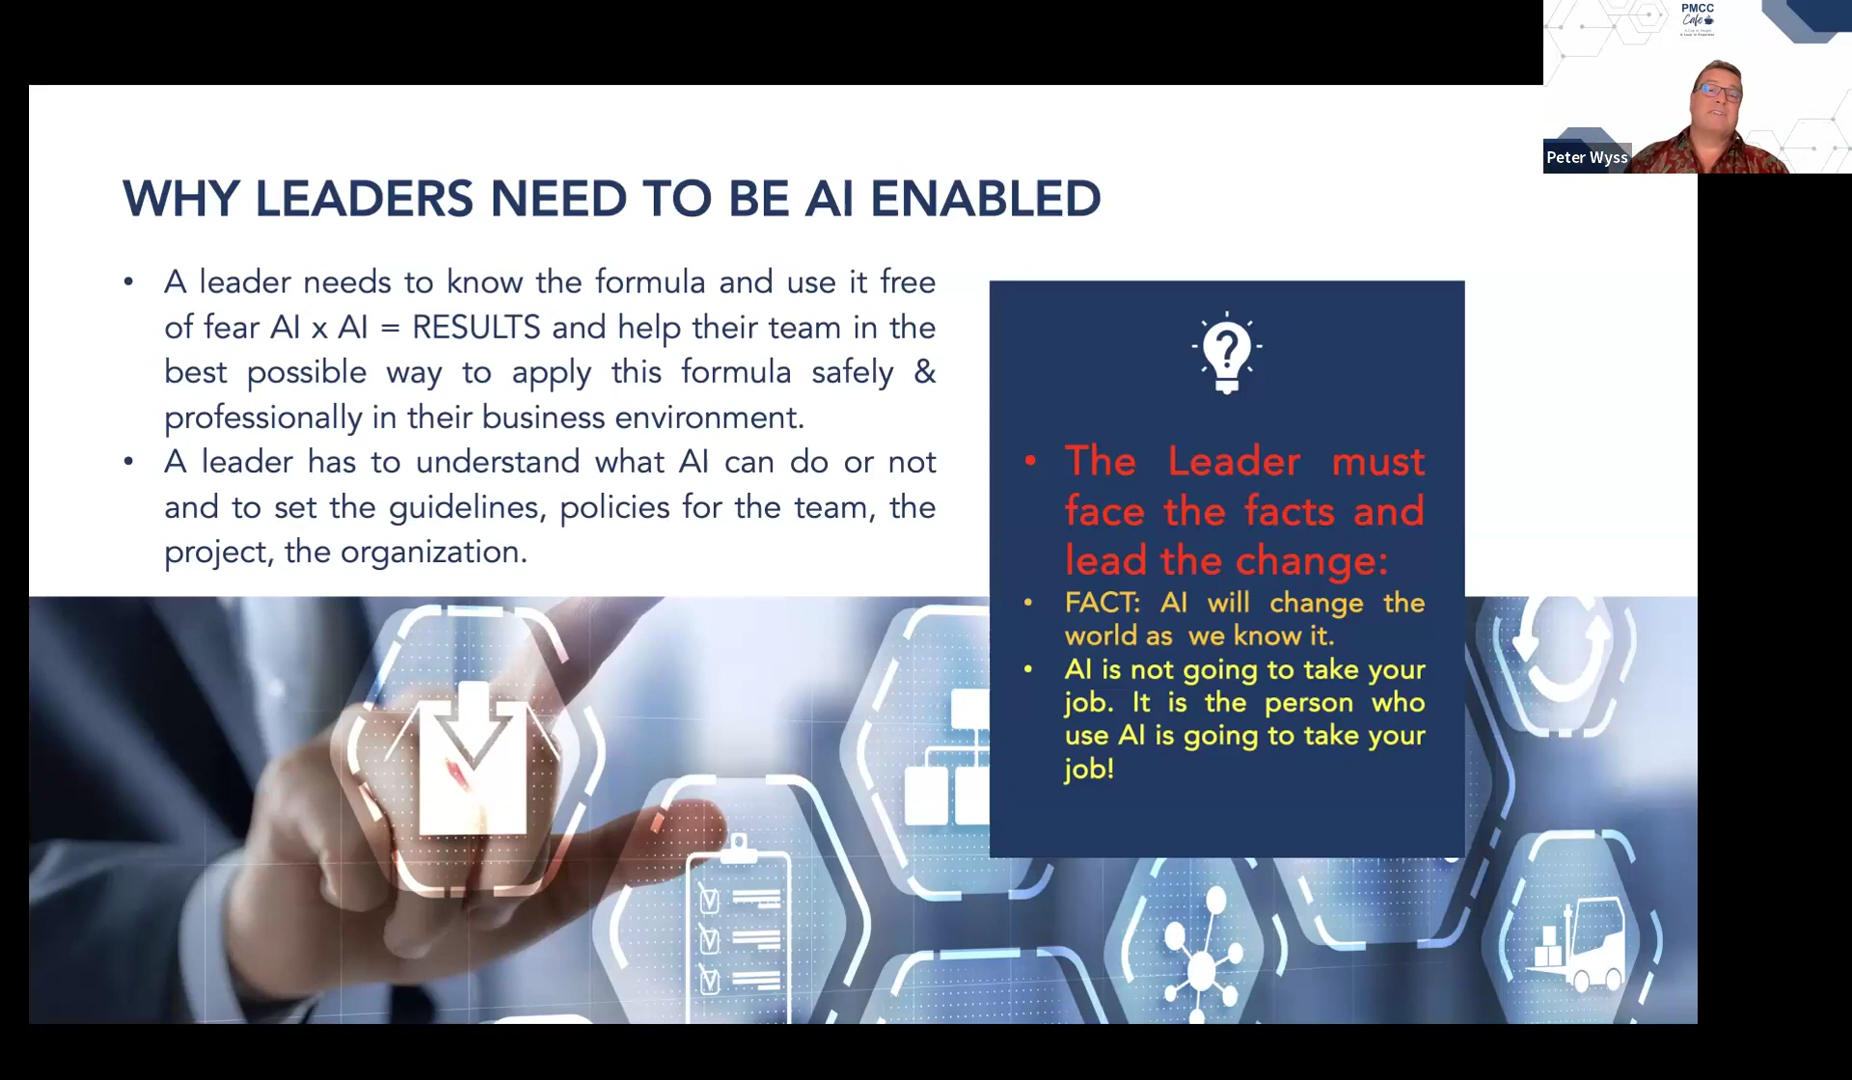 PMCC
Cafe
Peter Wyss
WHY LEADERS NEED TO BE AI ENABLED
• A leader needs to know the formula and use it free
of fear AI x AI = RESULTS and help their team in the
best possible way to apply this formula safely &
professionally in their business environment.
• A leader has to understand what AI can do or not
and to set the guidelines, policies for the team, the
project, the organization.
• The Leader must
face the facts and
lead the change:
• FACT: AI will change the
world as we know it.
• AI is not going to take your
job. It is the person who
use AI is going to take your
job!